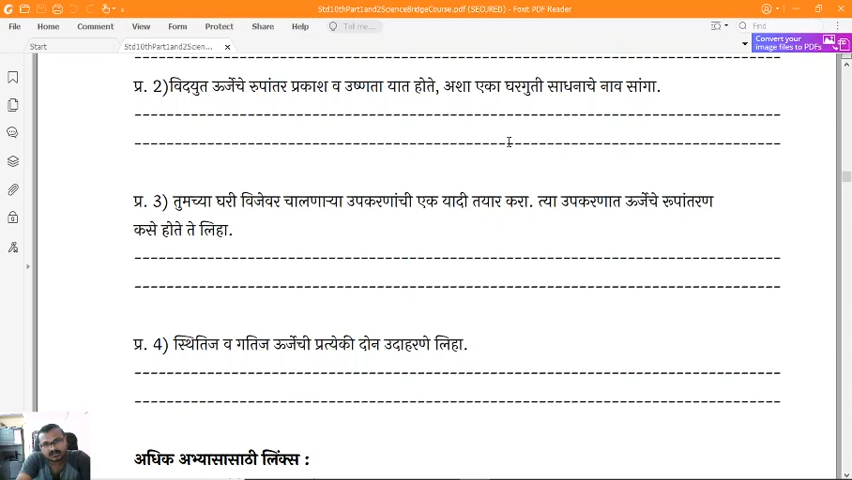 Std10thPart1and2ScienceBridgeCourse.pdf (SECURED) - Foxit PDF Reader
File Home Comment View Form Protect Share Help Tell me... Find
Start Std10thPart1and2Scien...
Convert your
image files to PDFs
प्र. 2)विदयुत ऊर्जेचे रुपांतर प्रकाश व उष्णता यात होते, अशा एका घरगुती साधनाचे नाव सांगा.
प्र. 3) तुमच्या घरी विजेवर चालणाऱ्या उपकरणांची एक यादी तयार करा. त्या उपकरणात ऊर्जेचे रूपांतरण
कसे होते ते लिहा.
प्र. 4) स्थितिज व गतिज ऊर्जेची प्रत्येकी दोन उदाहरणे लिहा.
अधिक अभ्यासासाठी लिंक्स :